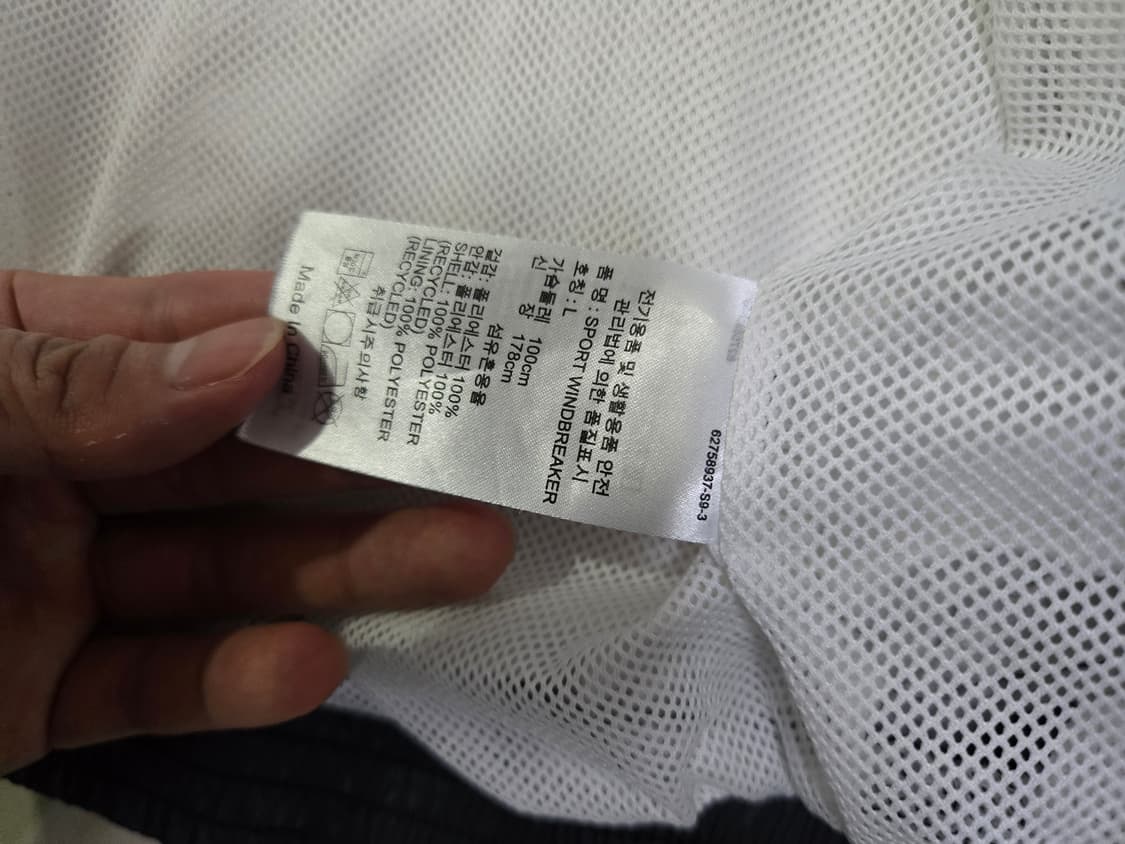 62758937-S9-3
전기용품 및 생활용품 안전
관리법에 의한 품질표시
품 명 : SPORT WINDBREAKER
호칭 : L
가슴둘레 100cm
신 장 178cm
섬유혼용율
겉감: 폴리에스터 100%
안감: 폴리에스터 100%
SHELL: 100% POLYESTER
(RECYCLED)
LINING: 100% POLYESTER
(RECYCLED)
취급시주의사항
Made In China